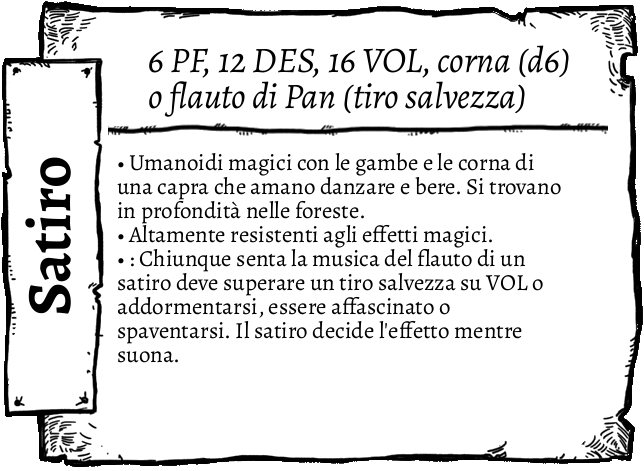 Satiro
6 PF, 12 DES, 16 VOL, corna (d6)
o flauto di Pan (tiro salvezza)
• Umanoidi magici con le gambe e le corna di
una capra che amano danzare e bere. Si trovano
in profondità nelle foreste.
• Altamente resistenti agli effetti magici.
• : Chiunque senta la musica del flauto di un
satiro deve superare un tiro salvezza su VOL o
addormentarsi, essere affascinato o
spaventarsi. Il satiro decide l'effetto mentre
suona.